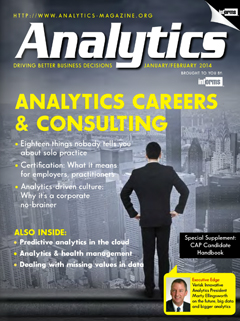 HTTP://WWW.ANALYTICS-MAGAZINE.ORG
Analytics
DRIVING BETTER BUSINESS DECISIONS
JANUARY/FEBRUARY 2014
BROUGHT TO YOU BY
informs
ANALYTICS CAREERS
& CONSULTING
• Eighteen things nobody tells you
about solo practice
• Certification: What it means
for employers, practitioners
• Analytics-driven culture:
Why it's a corporate
no-brainer
ALSO INSIDE:
• Predictive analytics in the cloud
• Analytics & health management
• Dealing with missing values in data
Special Supplement:
CAP Candidate
Handbook
Executive Edge:
Verisk Innovative
Analytics President
Marty Ellingsworth
on the future, big data
and bigger analytics